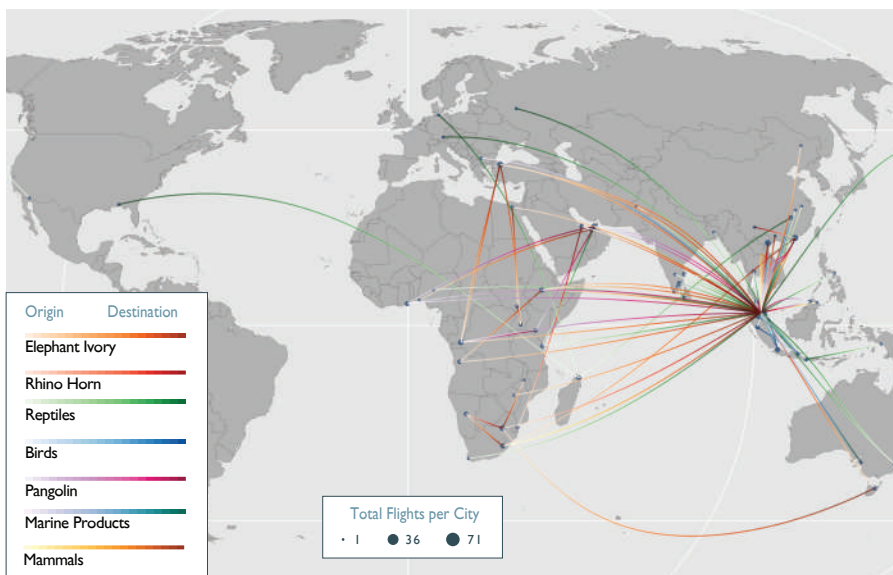 Origin Destination
Elephant Ivory
Rhino Horn
Reptiles
Birds
Pangolin
Marine Products
Mammals
Total Flights per City
1 36 71